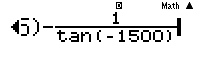 D Math ▲
◀5)-1/tan(-1500)